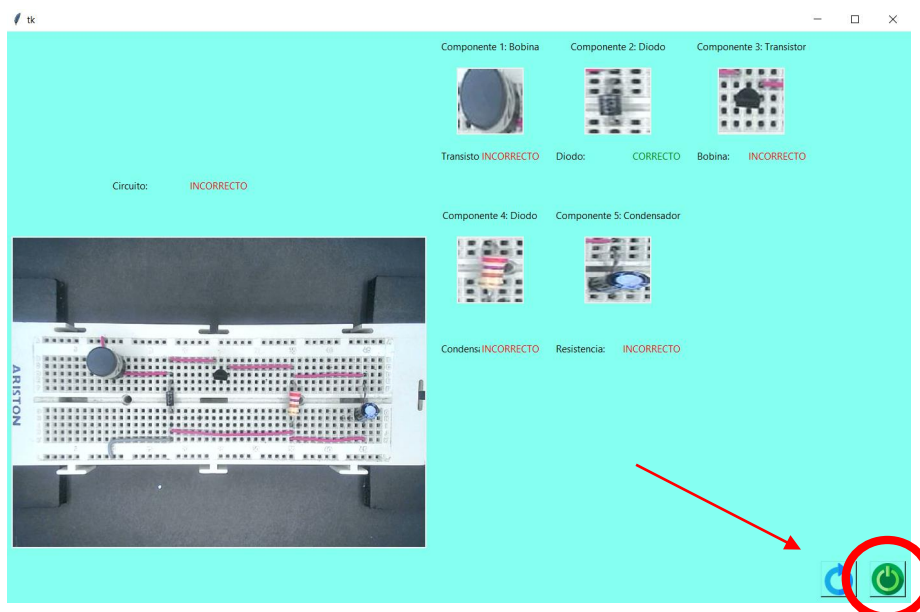 tk
Componente 1: Bobina
Componente 2: Diodo
Componente 3: Transistor
Transisto INCORRECTO
Diodo: CORRECTO
Bobina: INCORRECTO
Circuito: INCORRECTO
Componente 4: Diodo
Componente 5: Condensador
Condensa INCORRECTO
Resistencia: INCORRECTO
ARISTON